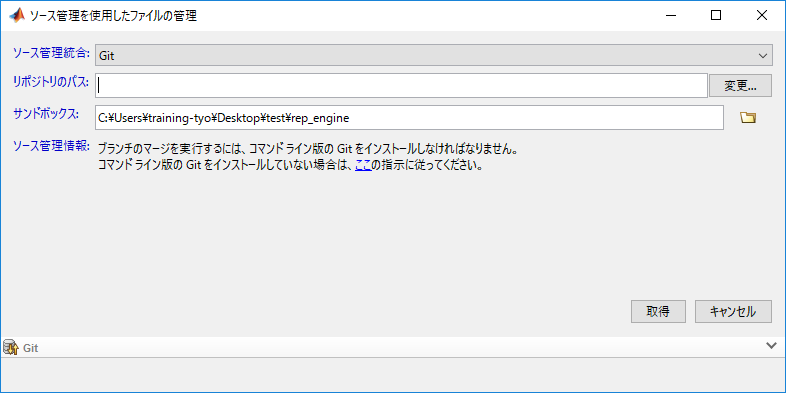 ソース管理を使用したファイルの管理
ソース管理統合: Git
リポジトリのパス: 変更...
サンドボックス: C:¥Users¥training-tyo¥Desktop¥test¥rep_engine
ソース管理情報: ブランチのマージを実行するには、コマンド ライン版の Git をインストールしなければなりません。
コマンド ライン版の Git をインストールしていない場合は、ここの指示に従ってください。
取得 キャンセル
Git